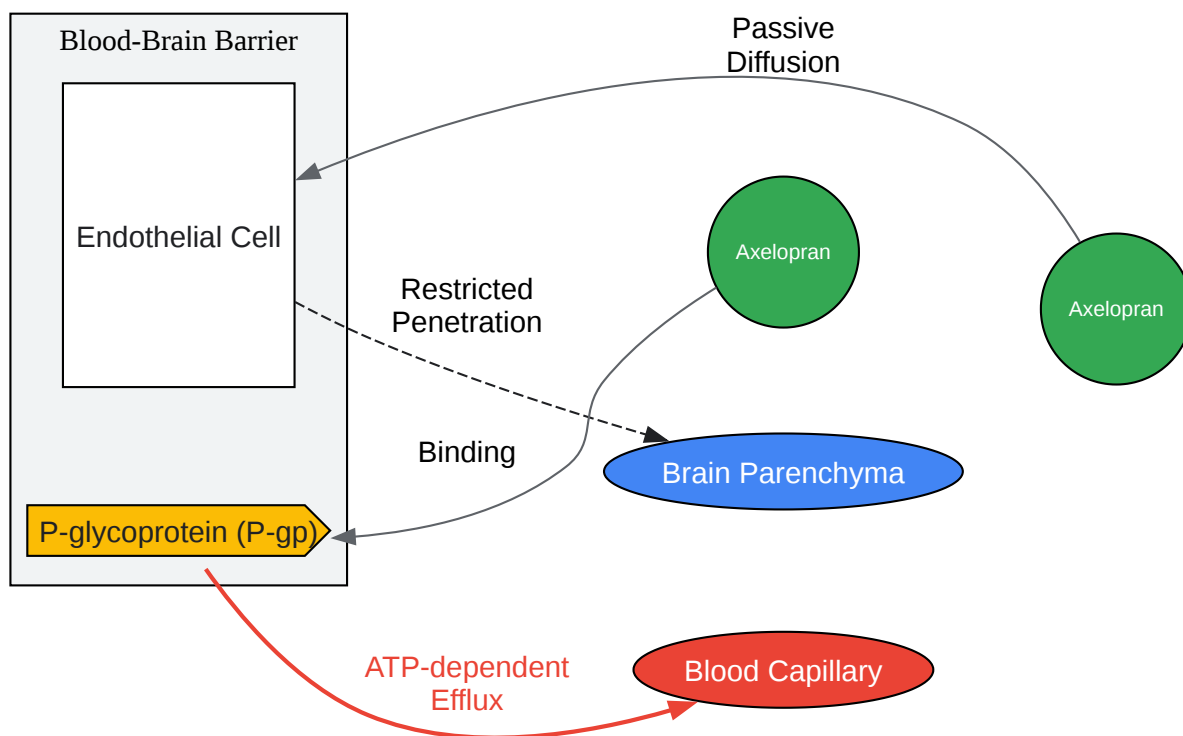 Blood-Brain Barrier
Passive
Diffusion
Endothelial Cell
Axelopran
Axelopran
Restricted
Penetration
Binding
Brain Parenchyma
P-glycoprotein (P-gp)
ATP-dependent
Efflux
Blood Capillary